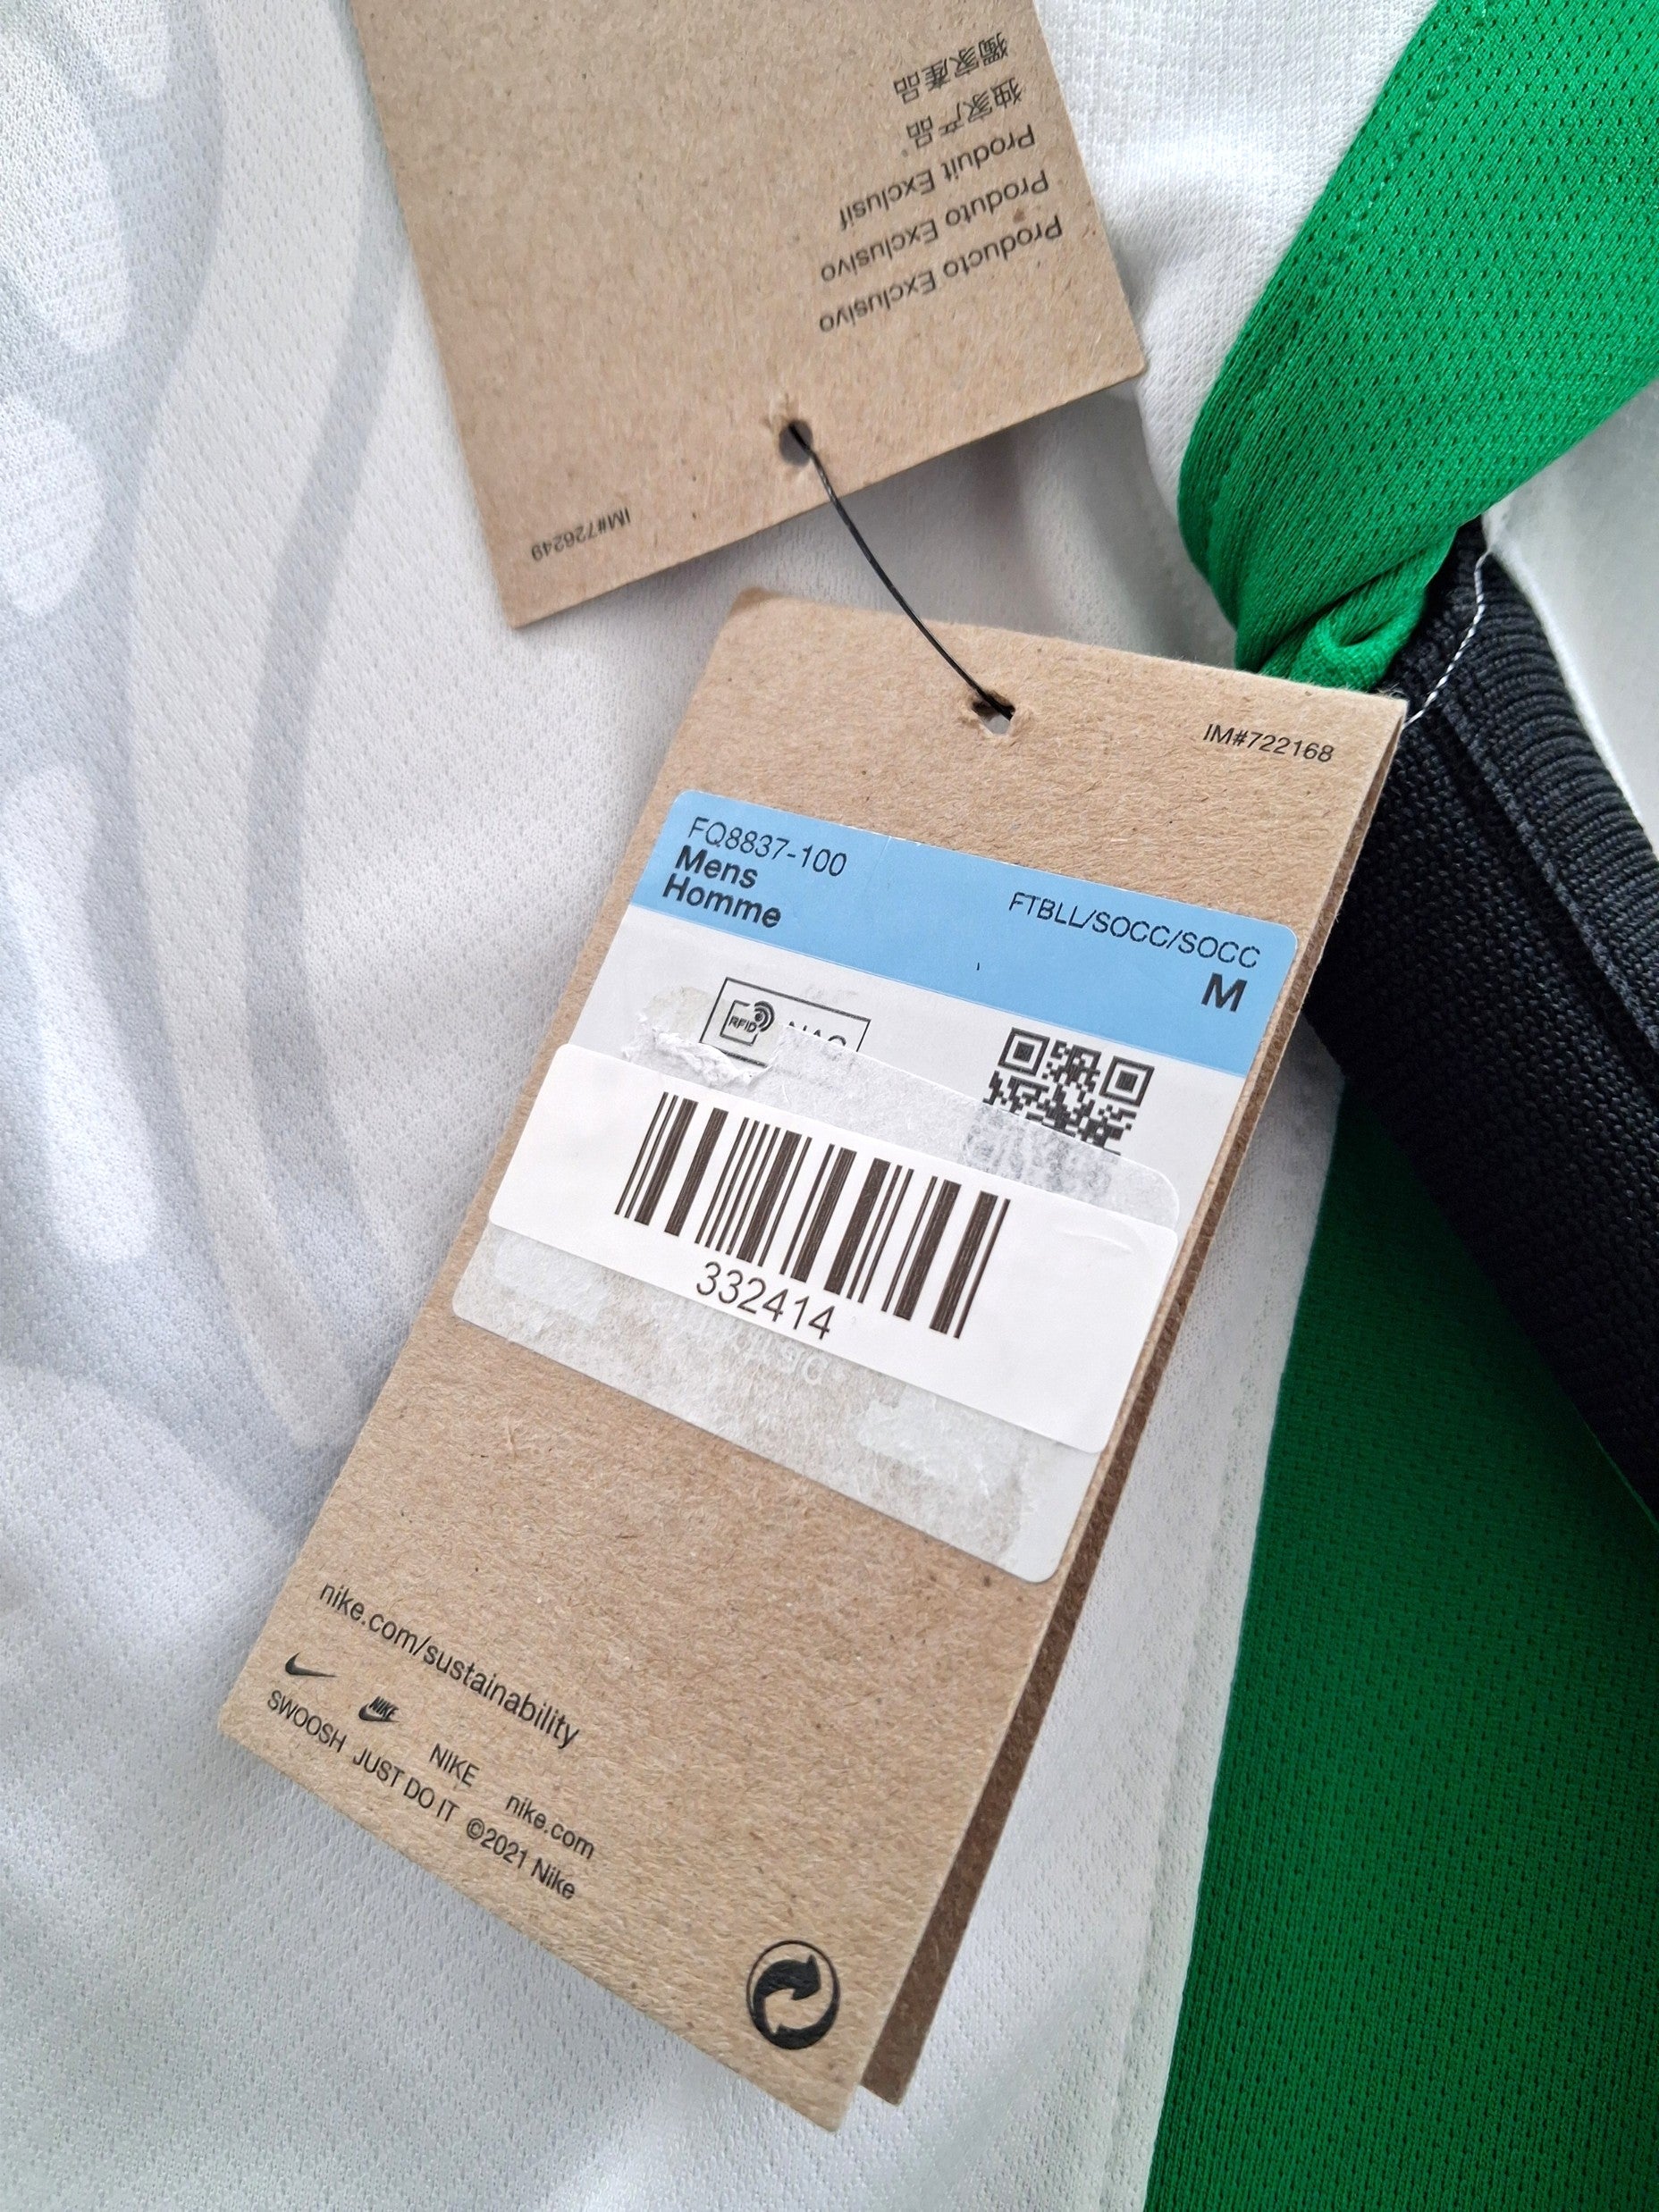 獨家產品
独家产品
Produit Exclusif
Produto Exclusivo
Producto Exclusivo
IM#726249
IM#722168
FQ8837-100
Mens
Homme
FTBLL/SOCC/SOCC
M
RFID
332414
nike.com/sustainability
NIKE
NIKE
nike.com
SWOOSH JUST DO IT ©2021 Nike